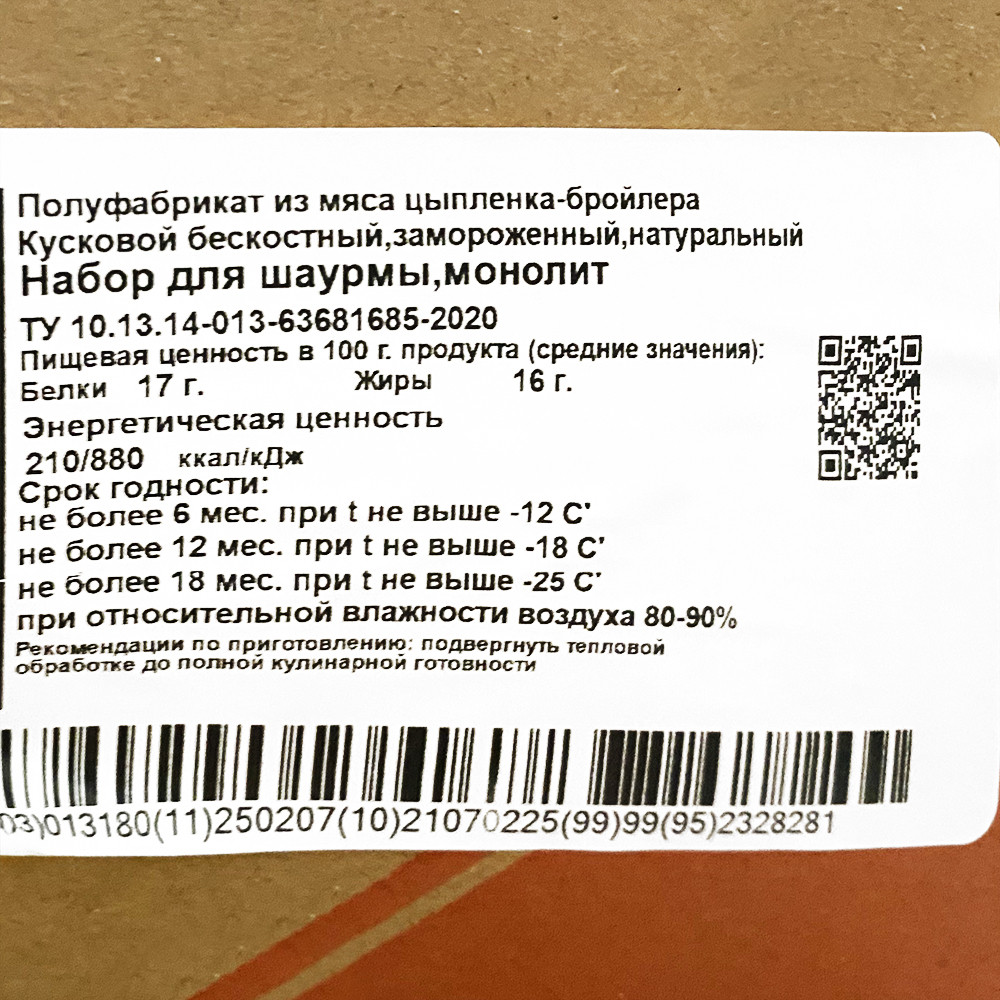 Полуфабрикат из мяса цыпленка-бройлера
Кусковой бескостный,замороженный,натуральный
Набор для шаурмы,монолит
ТУ 10.13.14-013-63681685-2020
Пищевая ценность в 100 г. продукта (средние значения):
Белки 17 г. Жиры 16 г.
Энергетическая ценность
210/880 ккал/кДж
Срок годности:
не более 6 мес. при t не выше -12 С'
не более 12 мес. при t не выше -18 С'
не более 18 мес. при t не выше -25 С'
при относительной влажности воздуха 80-90%
Рекомендации по приготовлению: подвергнуть тепловой
обработке до полной кулинарной готовности
03)013180(11)250207(10)21070225(99)99(95)2328281